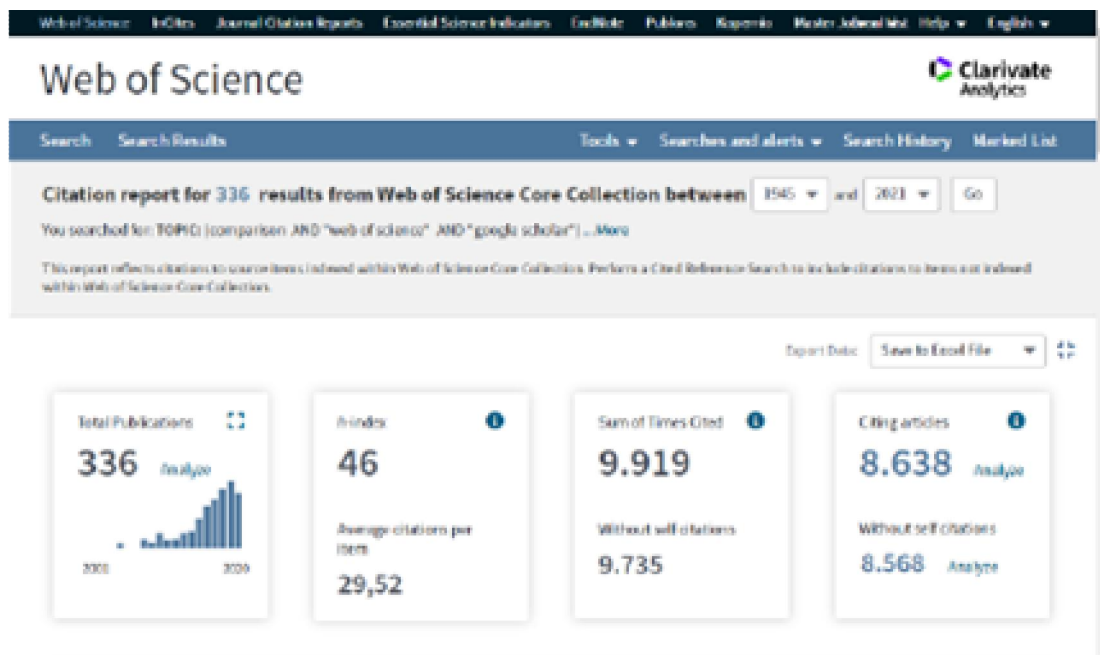 Web of Science InCites Journal Citation Reports Essential Science Indicators EndNote Publons Kopernio Master Journal List Help English
Web of Science
Clarivate
Analytics
Search Search Results Tools Searches and alerts Search History Marked List
Citation report for 336 results from Web of Science Core Collection between 1945 and 2021 Go
You searched for: TOPIC: (comparison AND "web of science" AND "google scholar") ...More
This report reflects citations to source items indexed within Web of Science Core Collection. Perform a Cited Reference Search to include citations to items not indexed
within Web of Science Core Collection.
Export Data: Save to Excel File
Total Publications
336 Analyze
2001 2020
h-index
46
Average citations per
item
29,52
Sum of Times Cited
9.919
Without self citations
9.735
Citing articles
8.638 Analyze
Without self citations
8.568 Analyze